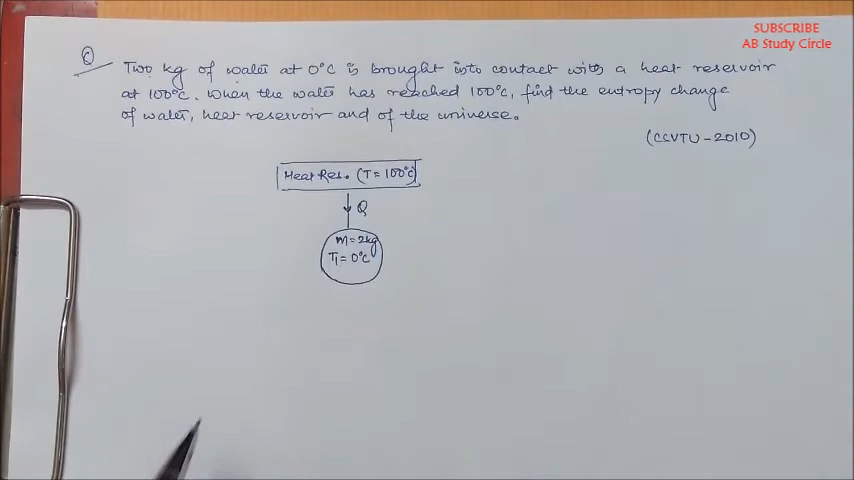 SUBSCRIBE
AB Study Circle
Q
Two kg of water at 0°C is brought into contact with a heat reservoir
at 100°C. When the water has reached 100°C, find the entropy change
of water, heat reservoir and of the universe.
(CSVTU-2010)
Heat Res. (T = 100°C)
Q
m = 2kg
T1 = 0°C